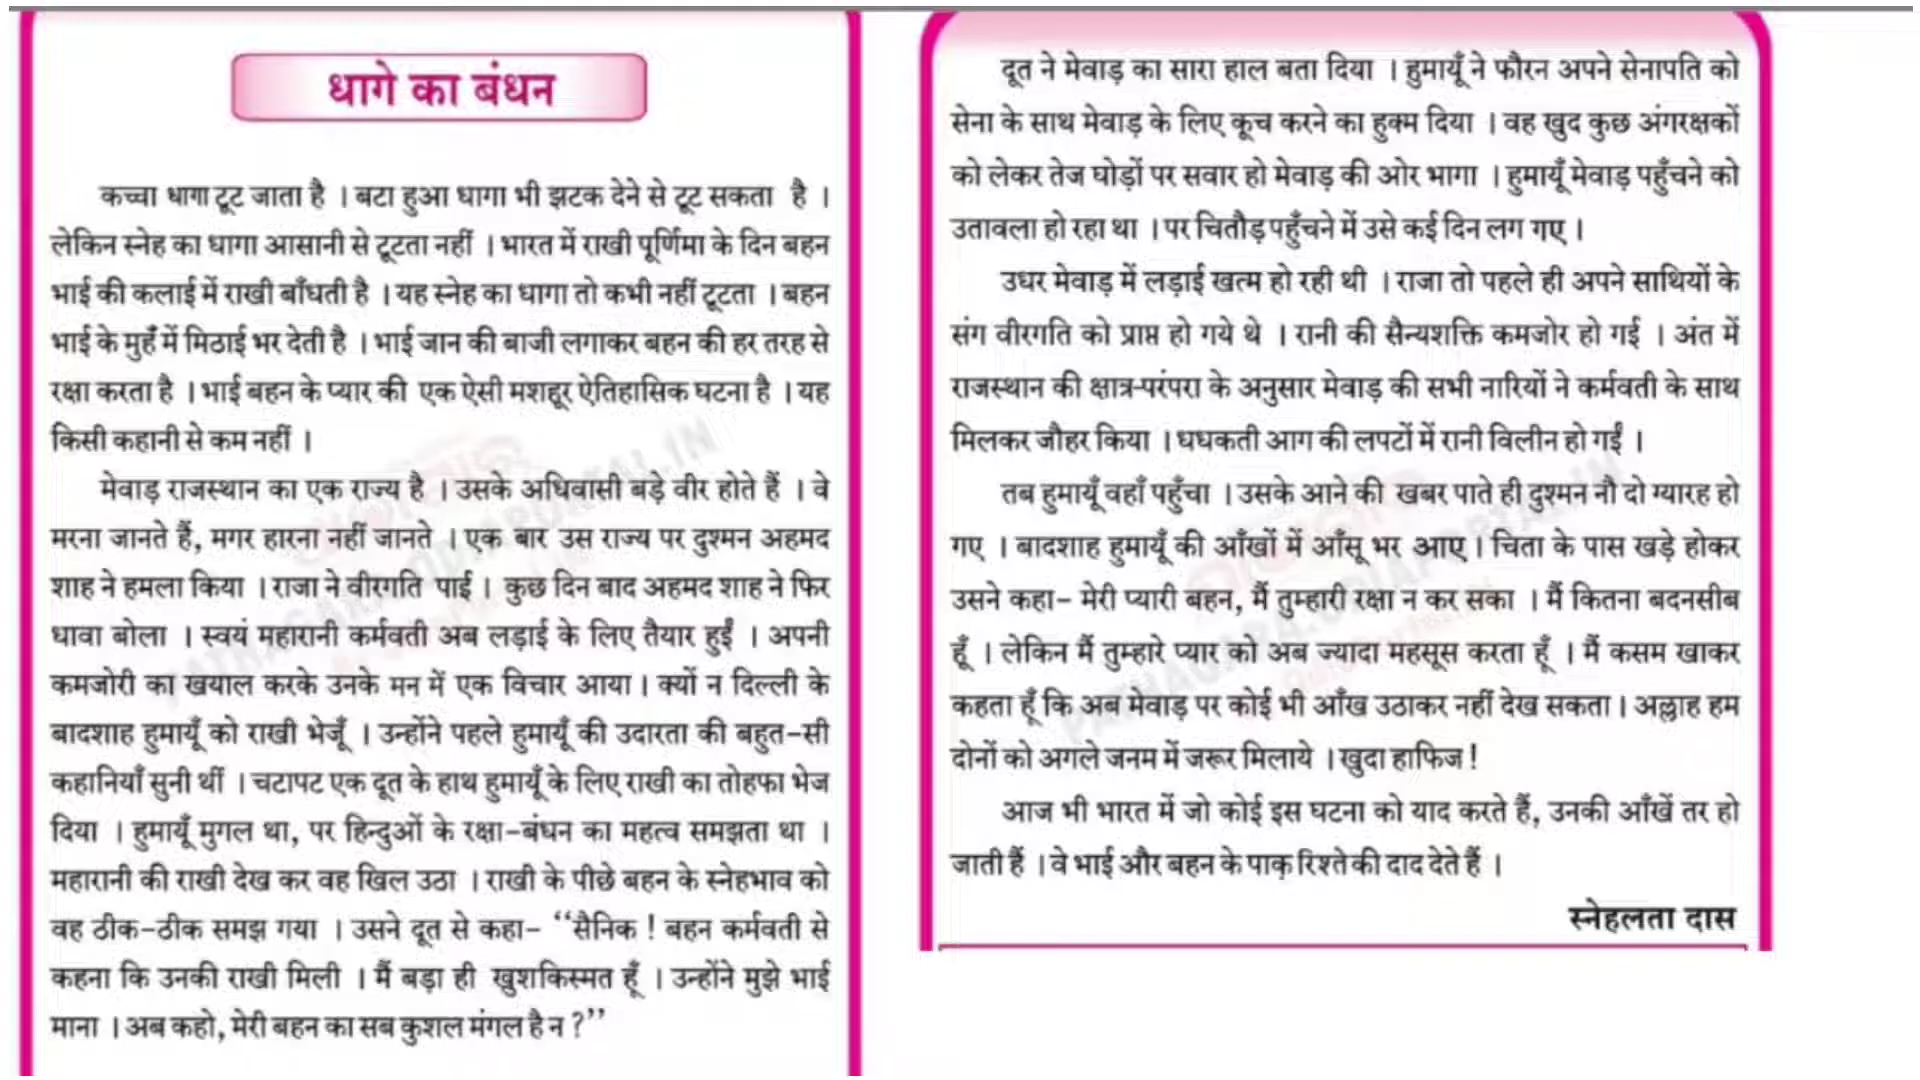 धागे का बंधन
कच्चा धागा टूट जाता है । बटा हुआ धागा भी झटक देने से टूट सकता है ।
लेकिन स्नेह का धागा आसानी से टूटता नहीं । भारत में राखी पूर्णिमा के दिन बहन
भाई की कलाई में राखी बाँधती है । यह स्नेह का धागा तो कभी नहीं टूटता । बहन
भाई के मुहँ में मिठाई भर देती है । भाई जान की बाजी लगाकर बहन की हर तरह से
रक्षा करता है । भाई बहन के प्यार की एक ऐसी मशहूर ऐतिहासिक घटना है । यह
किसी कहानी से कम नहीं ।
मेवाड़ राजस्थान का एक राज्य है । उसके अधिवासी बड़े वीर होते हैं । वे
मरना जानते हैं, मगर हारना नहीं जानते । एक बार उस राज्य पर दुश्मन अहमद
शाह ने हमला किया । राजा ने वीरगति पाई । कुछ दिन बाद अहमद शाह ने फिर
धावा बोला । स्वयं महारानी कर्मवती अब लड़ाई के लिए तैयार हुईं । अपनी
कमजोरी का खयाल करके उनके मन में एक विचार आया । क्यों न दिल्ली के
बादशाह हुमायूँ को राखी भेजूँ । उन्होंने पहले हुमायूँ की उदारता की बहुत-सी
कहानियाँ सुनी थीं । चटापट एक दूत के हाथ हुमायूँ के लिए राखी का तोहफा भेज
दिया । हुमायूँ मुगल था, पर हिन्दुओं के रक्षा-बंधन का महत्व समझता था ।
महारानी की राखी देख कर वह खिल उठा । राखी के पीछे बहन के स्नेहभाव को
वह ठीक-ठीक समझ गया । उसने दूत से कहा- ‘‘सैनिक ! बहन कर्मवती से
कहना कि उनकी राखी मिली । मैं बड़ा ही खुशकिस्मत हूँ । उन्होंने मुझे भाई
माना । अब कहो, मेरी बहन का सब कुशल मंगल है न ?’’
दूत ने मेवाड़ का सारा हाल बता दिया । हुमायूँ ने फौरन अपने सेनापति को
सेना के साथ मेवाड़ के लिए कूच करने का हुक्म दिया । वह खुद कुछ अंगरक्षकों
को लेकर तेज घोड़ों पर सवार हो मेवाड़ की ओर भागा । हुमायूँ मेवाड़ पहुँचने को
उतावला हो रहा था । पर चितौड़ पहुँचने में उसे कई दिन लग गए ।
उधर मेवाड़ में लड़ाई खत्म हो रही थी । राजा तो पहले ही अपने साथियों के
संग वीरगति को प्राप्त हो गये थे । रानी की सैन्यशक्ति कमजोर हो गई । अंत में
राजस्थान की क्षात्र-परंपरा के अनुसार मेवाड़ की सभी नारियों ने कर्मवती के साथ
मिलकर जौहर किया । धधकती आग की लपटों में रानी विलीन हो गईं ।
तब हुमायूँ वहाँ पहुँचा । उसके आने की खबर पाते ही दुश्मन नौ दो ग्यारह हो
गए । बादशाह हुमायूँ की आँखों में आँसू भर आए । चिता के पास खड़े होकर
उसने कहा- मेरी प्यारी बहन, मैं तुम्हारी रक्षा न कर सका । मैं कितना बदनसीब
हूँ । लेकिन मैं तुम्हारे प्यार को अब ज्यादा महसूस करता हूँ । मैं कसम खाकर
कहता हूँ कि अब मेवाड़ पर कोई भी आँख उठाकर नहीं देख सकता । अल्लाह हम
दोनों को अगले जनम में जरूर मिलाये । खुदा हाफिज !
आज भी भारत में जो कोई इस घटना को याद करते हैं, उनकी आँखें तर हो
जाती हैं । वे भाई और बहन के पाक् रिश्ते की दाद देते हैं ।
स्नेहलता दास